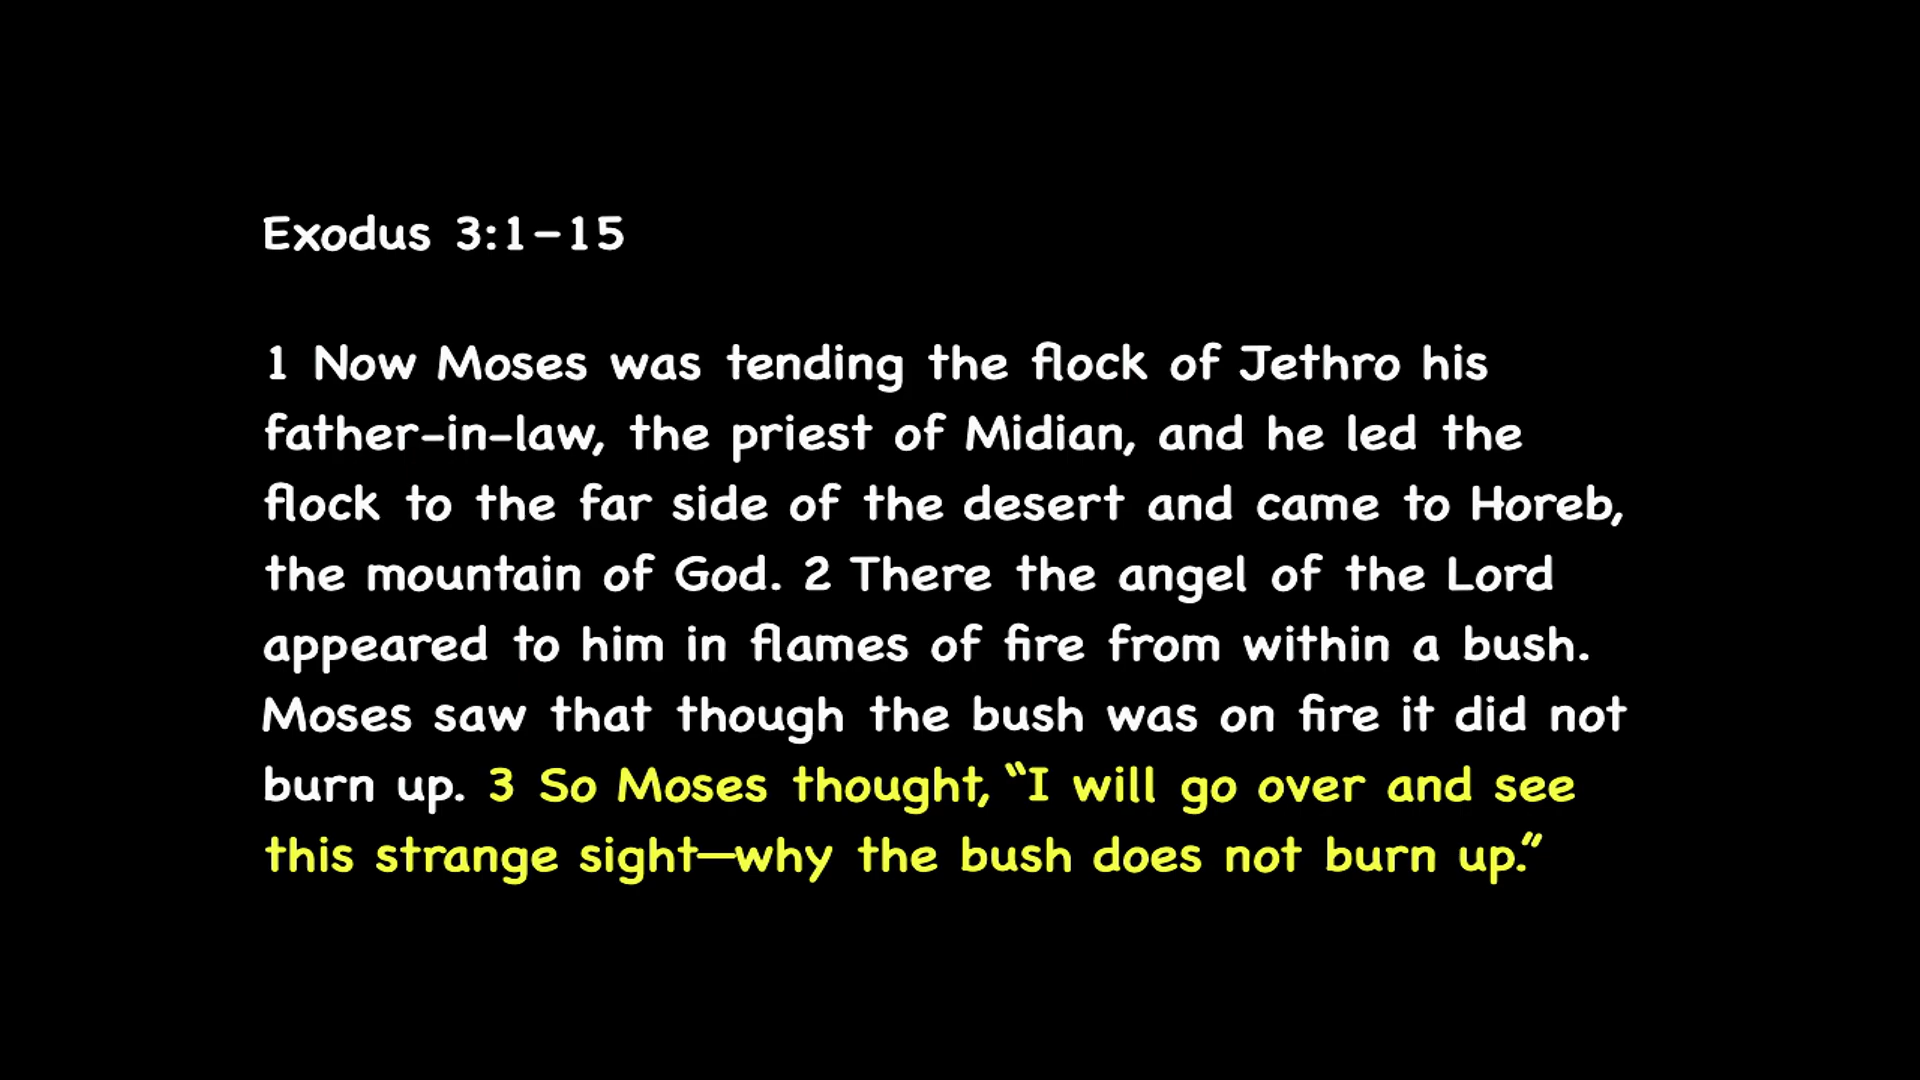 Exodus 3:1-15
1 Now Moses was tending the flock of Jethro his
father-in-law, the priest of Midian, and he led the
flock to the far side of the desert and came to Horeb,
the mountain of God. 2 There the angel of the Lord
appeared to him in flames of fire from within a bush.
Moses saw that though the bush was on fire it did not
burn up. 3 So Moses thought, “I will go over and see
this strange sight—why the bush does not burn up.”